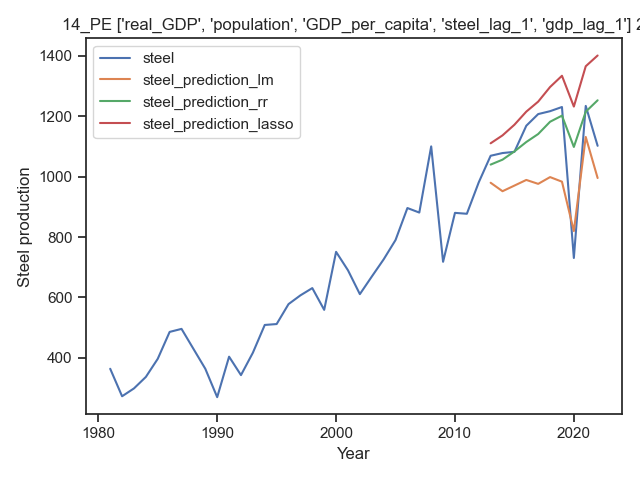 14_PE ['real_GDP', 'population', 'GDP_per_capita', 'steel_lag_1', 'gdp_lag_1'] 2
steel
steel_prediction_lm
steel_prediction_rr
steel_prediction_lasso
Steel production
1400
1200
1000
800
600
400
1980
1990
2000
2010
2020
Year